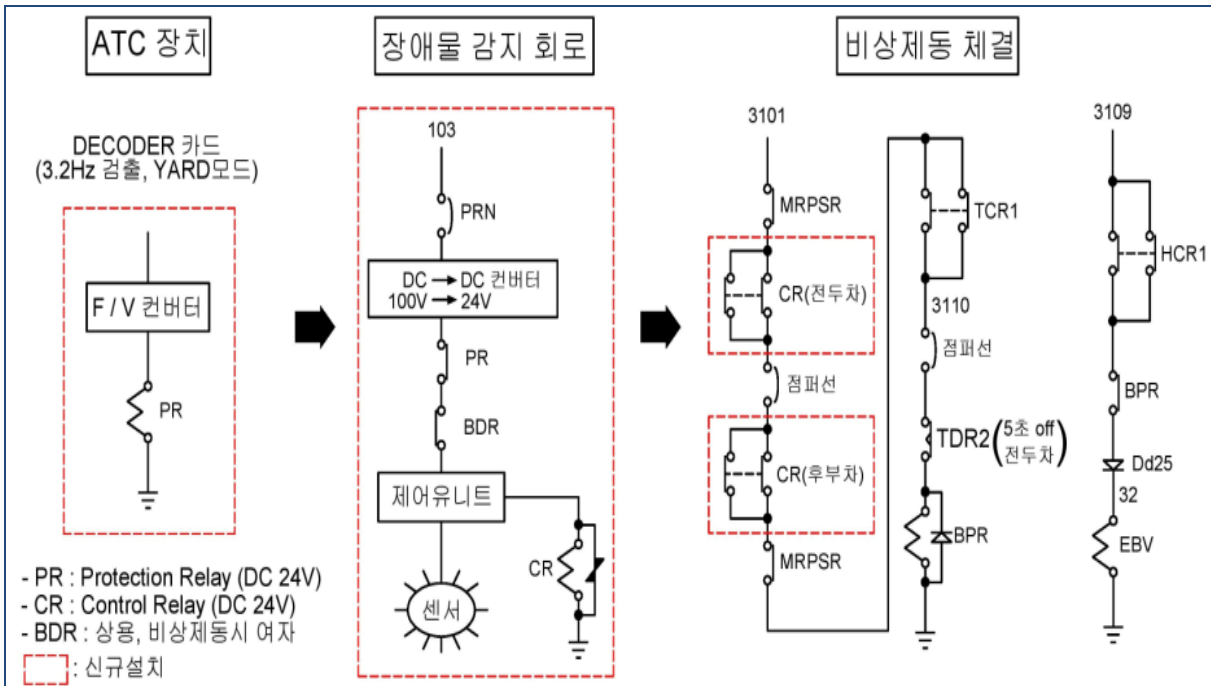 ATC 장치
장애물 감지 회로
비상제동 체결
DECODER 카드
(3.2Hz 검출, YARD모드)
F / V 컨버터
PR
103
PRN
DC → DC 컨버터
100V → 24V
PR
BDR
제어유니트
센서
CR
3101
MRPSR
CR(전두차)
점퍼선
CR(후부차)
MRPSR
TCR1
3110
점퍼선
TDR2(5초 off
전두차)
BPR
3109
HCR1
BPR
Dd25
32
EBV
- PR : Protection Relay (DC 24V)
- CR : Control Relay (DC 24V)
- BDR : 상용, 비상제동시 여자
: 신규설치